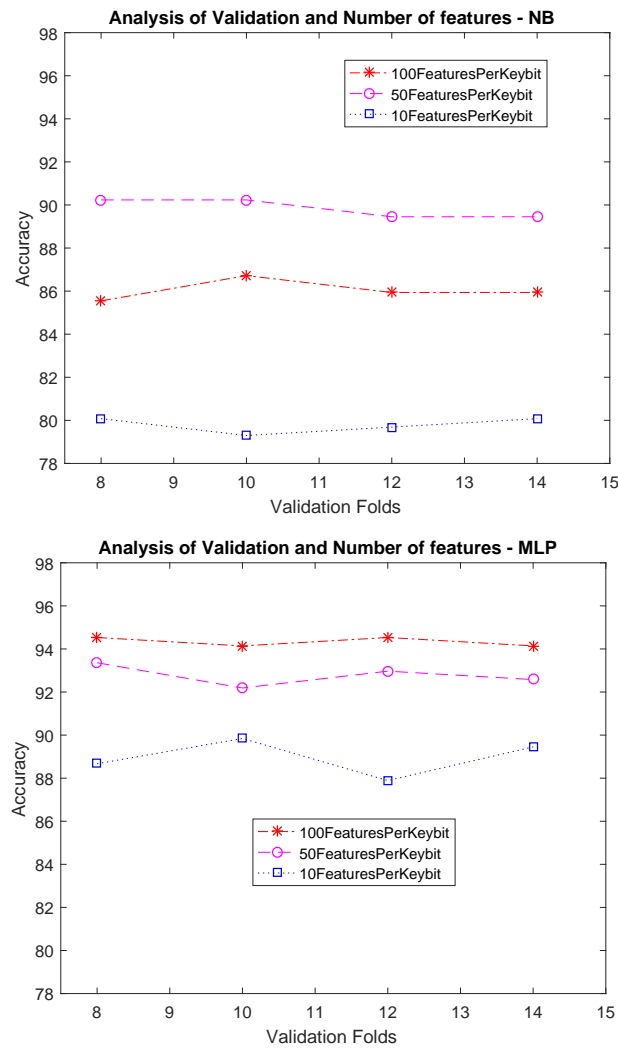 Analysis of Validation and Number of features - NB
98
96
94
92
90
88
86
84
82
80
78
Accuracy
100FeaturesPerKeybit
50FeaturesPerKeybit
10FeaturesPerKeybit
8 9 10 11 12 13 14 15
Validation Folds
Analysis of Validation and Number of features - MLP
98
96
94
92
90
88
86
84
82
80
78
Accuracy
100FeaturesPerKeybit
50FeaturesPerKeybit
10FeaturesPerKeybit
8 9 10 11 12 13 14 15
Validation Folds